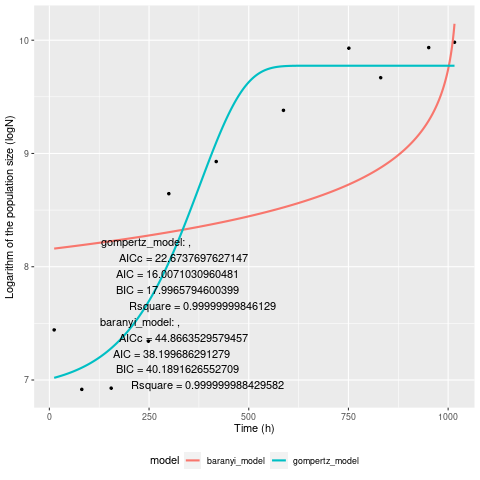 10
9
8
7
Logarithm of the population size (logN)
gompertz_model: ,
AICc = 22.6737697627147
AIC = 16.0071030960481
BIC = 17.9965794600399
Rsquare = 0.99999999846129
baranyi_model: ,
AICc = 44.8663529579457
AIC = 38.199686291279
BIC = 40.1891626552709
Rsquare = 0.999999988429582
0 250 500 750 1000
Time (h)
model baranyi_model gompertz_model